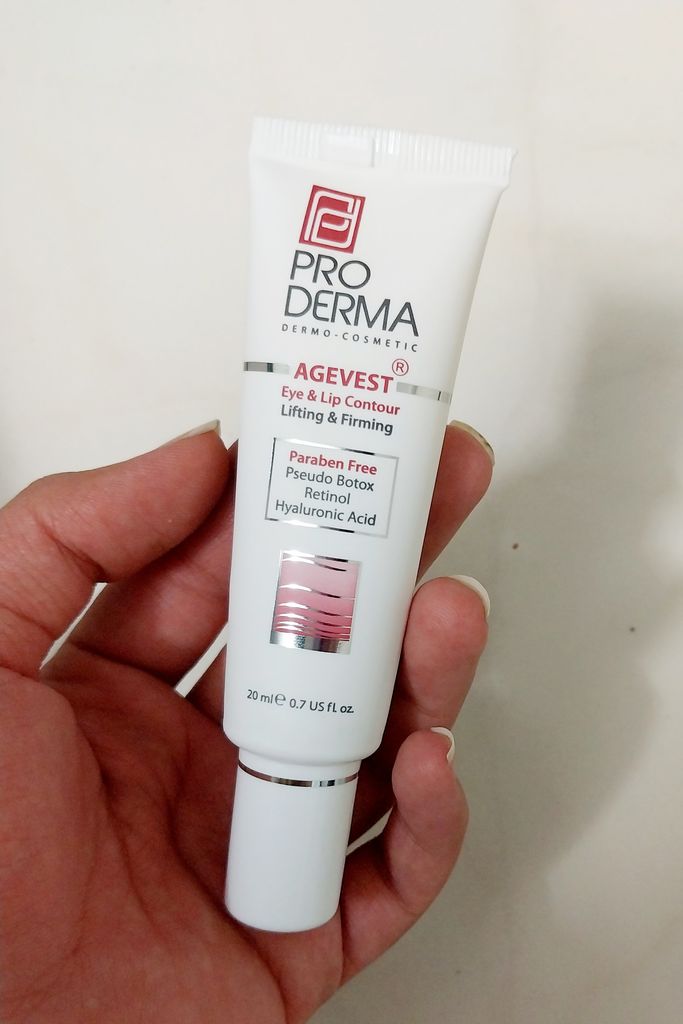 PRO
DERMA
DERMO-COSMETIC
AGEVEST®
Eye & Lip Contour
Lifting & Firming
Paraben Free
Pseudo Botox
Retinol
Hyaluronic Acid
20 ml ℮ 0.7 US fl. oz.